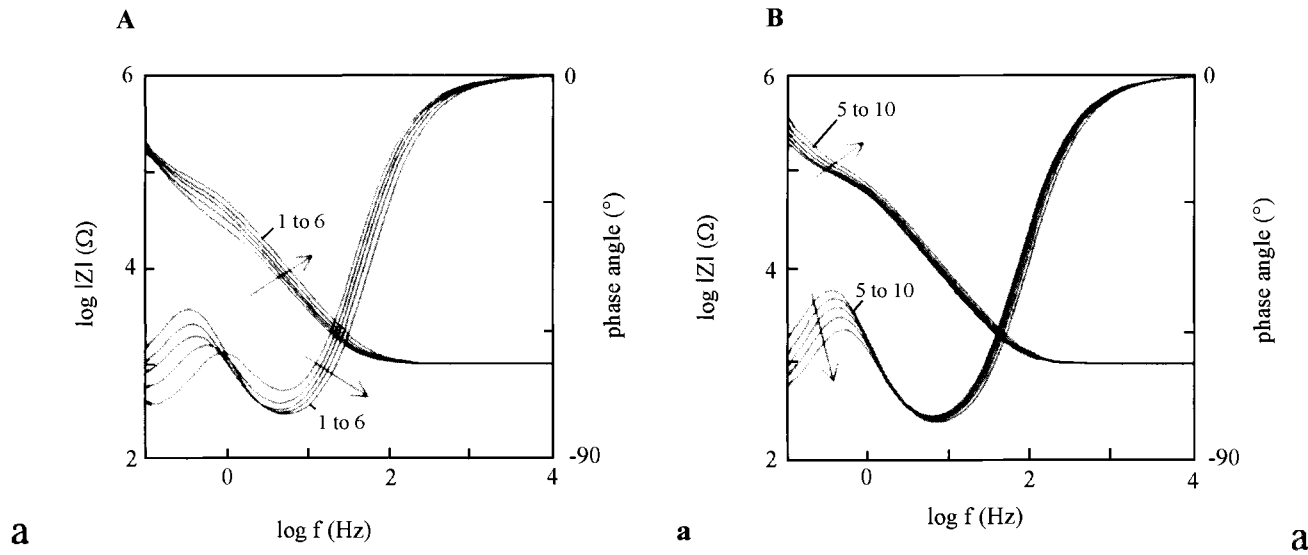 A
6
4
2
log |Z| (Ω)
1 to 6
1 to 6
0
-90
phase angle (°)
0
2
4
log f (Hz)
a
B
6
4
2
log |Z| (Ω)
5 to 10
5 to 10
0
-90
phase angle (°)
0
2
4
log f (Hz)
a
a